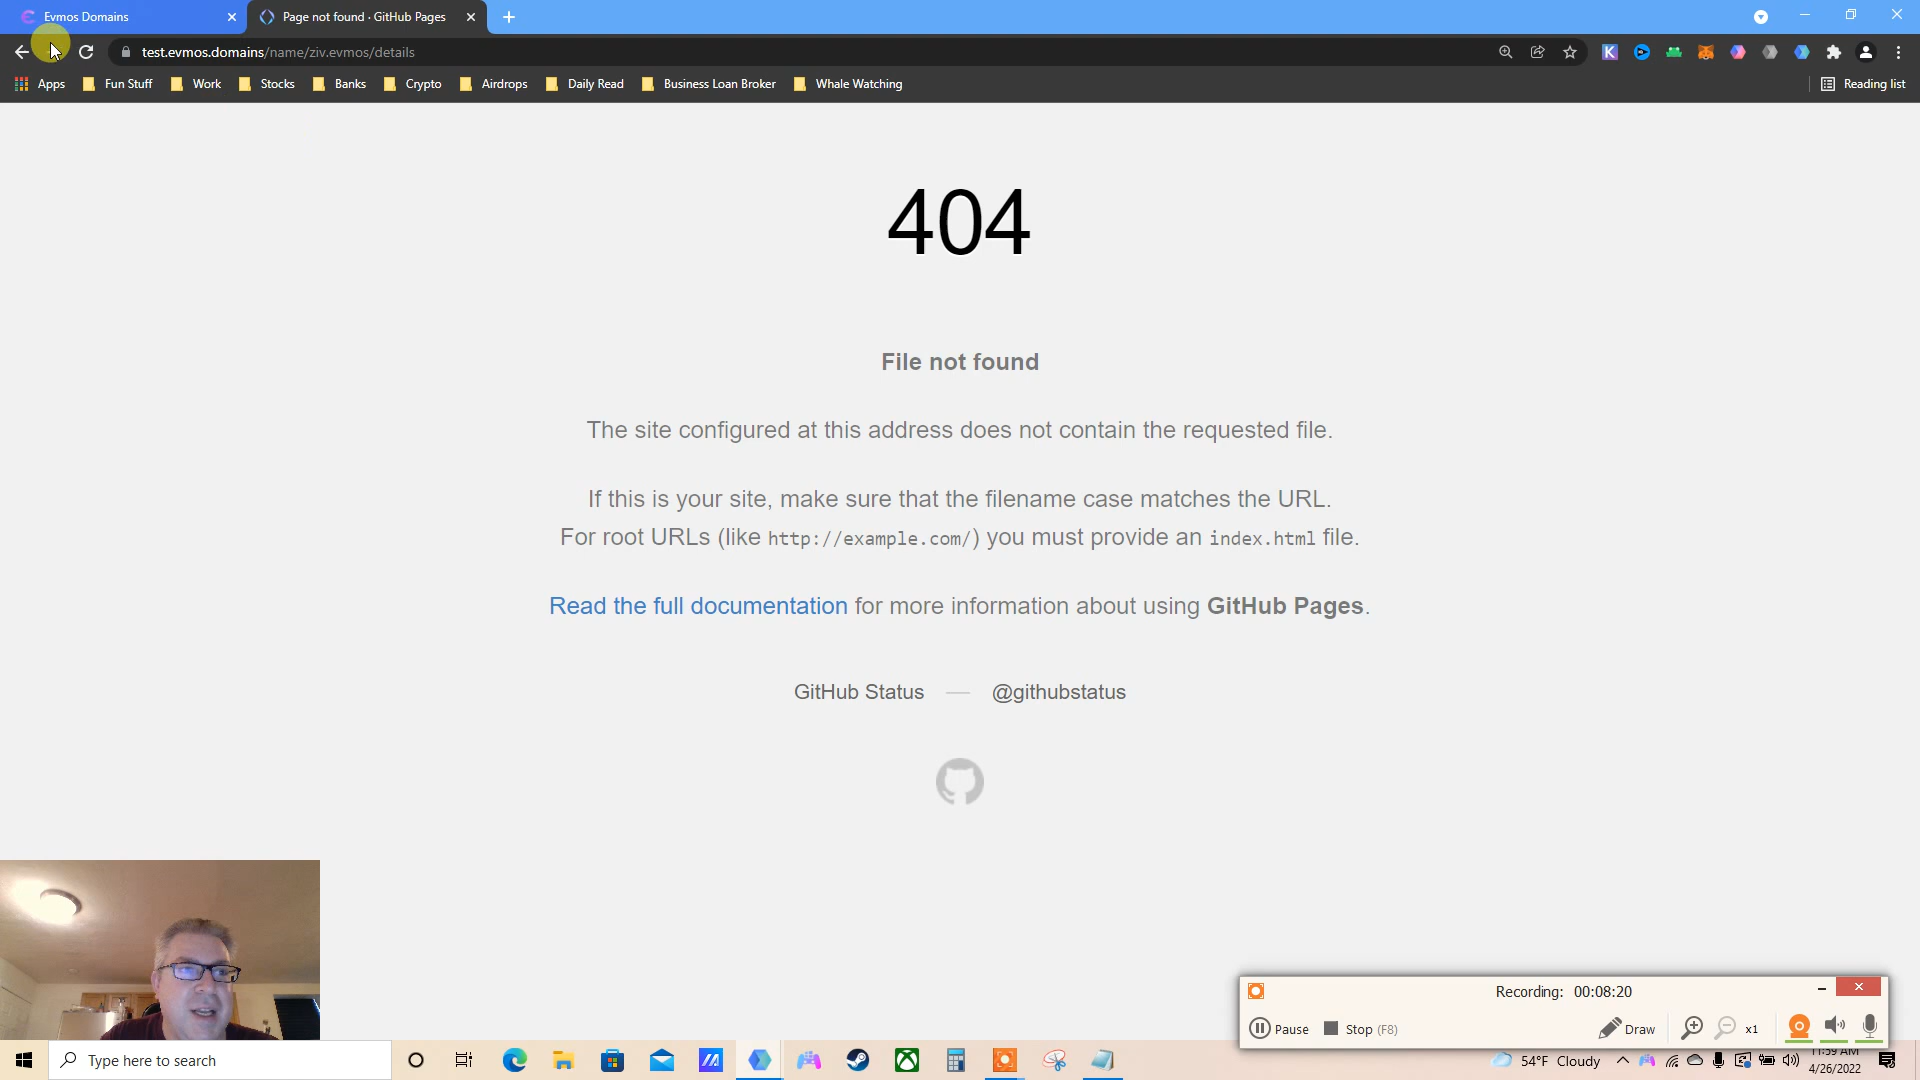 Evmos Domains
Page not found · GitHub Pages
test.evmos.domains/name/ziv.evmos/details
Apps Fun Stuff Work Stocks Banks Crypto Airdrops Daily Read Business Loan Broker Whale Watching Reading list
404
File not found
The site configured at this address does not contain the requested file.
If this is your site, make sure that the filename case matches the URL.
For root URLs (like http://example.com/) you must provide an index.html file.
Read the full documentation for more information about using GitHub Pages.
GitHub Status — @githubstatus
Recording: 00:08:20
Pause Stop (F8) Draw x1
Type here to search
54°F Cloudy
11:59 AM
4/26/2022